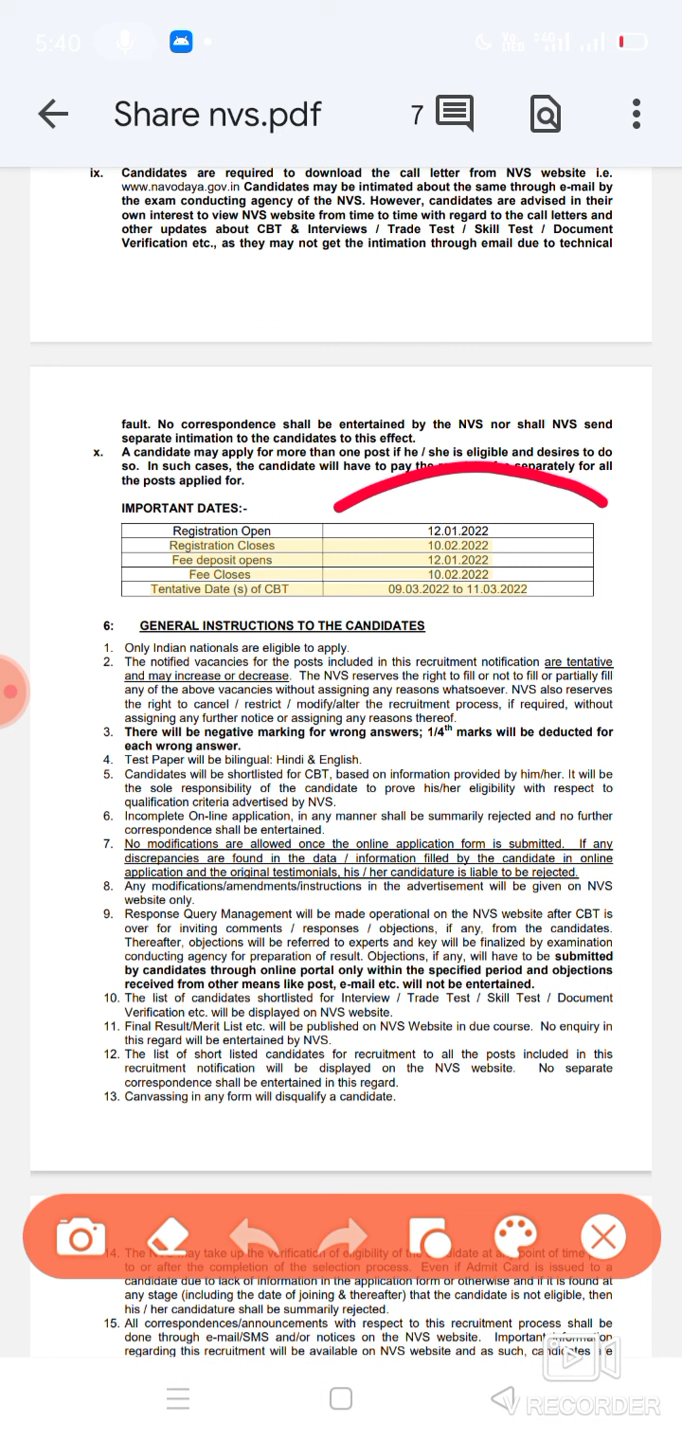 5:40
Share nvs.pdf
7
ix. Candidates are required to download the call letter from NVS website i.e.
www.navodaya.gov.in Candidates may be intimated about the same through e-mail by
the exam conducting agency of the NVS. However, candidates are advised in their
own interest to view NVS website from time to time with regard to the call letters and
other updates about CBT & Interviews / Trade Test / Skill Test / Document
Verification etc., as they may not get the intimation through email due to technical
fault. No correspondence shall be entertained by the NVS nor shall NVS send
separate intimation to the candidates to this effect.
x. A candidate may apply for more than one post if he / she is eligible and desires to do
so. In such cases, the candidate will have to pay the separately for all
the posts applied for.
IMPORTANT DATES:-
Registration Open 12.01.2022
Registration Closes 10.02.2022
Fee deposit opens 12.01.2022
Fee Closes 10.02.2022
Tentative Date (s) of CBT 09.03.2022 to 11.03.2022
6: GENERAL INSTRUCTIONS TO THE CANDIDATES
1. Only Indian nationals are eligible to apply.
2. The notified vacancies for the posts included in this recruitment notification are tentative
and may increase or decrease. The NVS reserves the right to fill or not to fill or partially fill
any of the above vacancies without assigning any reasons whatsoever. NVS also reserves
the right to cancel / restrict / modify/alter the recruitment process, if required, without
assigning any further notice or assigning any reasons thereof.
3. There will be negative marking for wrong answers; 1/4th marks will be deducted for
each wrong answer.
4. Test Paper will be bilingual: Hindi & English.
5. Candidates will be shortlisted for CBT, based on information provided by him/her. It will be
the sole responsibility of the candidate to prove his/her eligibility with respect to
qualification criteria advertised by NVS.
6. Incomplete On-line application, in any manner shall be summarily rejected and no further
correspondence shall be entertained.
7. No modifications are allowed once the online application form is submitted. If any
discrepancies are found in the data / information filled by the candidate in online
application and the original testimonials, his / her candidature is liable to be rejected.
8. Any modifications/amendments/instructions in the advertisement will be given on NVS
website only.
9. Response Query Management will be made operational on the NVS website after CBT is
over for inviting comments / responses / objections, if any, from the candidates.
Thereafter, objections will be referred to experts and key will be finalized by examination
conducting agency for preparation of result. Objections, if any, will have to be submitted
by candidates through online portal only within the specified period and objections
received from other means like post, e-mail etc. will not be entertained.
10. The list of candidates shortlisted for Interview / Trade Test / Skill Test / Document
Verification etc. will be displayed on NVS website.
11. Final Result/Merit List etc. will be published on NVS Website in due course. No enquiry in
this regard will be entertained by NVS.
12. The list of short listed candidates for recruitment to all the posts included in this
recruitment notification will be displayed on the NVS website. No separate
correspondence shall be entertained in this regard.
13. Canvassing in any form will disqualify a candidate.
14. The may take up the verification of eligibility of at point of time
to or after the completion of the selection process. Even if Admit Card is issued to a
candidate due to lack of information in the application form or otherwise and if it is found at
any stage (including the date of joining & thereafter) that the candidate is not eligible, then
his / her candidature shall be summarily rejected.
15. All correspondences/announcements with respect to this recruitment process shall be
done through e-mail/SMS and/or notices on the NVS website. Important information
regarding this recruitment will be available on NVS website and as such, candidates are
RECORDER